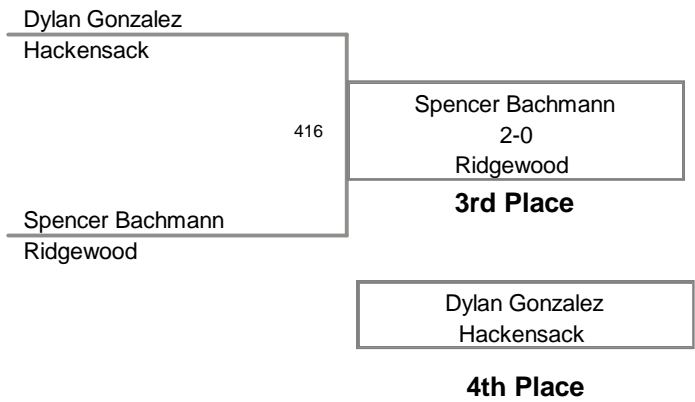 Dylan Gonzalez
Hackensack
416
Spencer Bachmann
2-0
Ridgewood
3rd Place
Spencer Bachmann
Ridgewood
Dylan Gonzalez
Hackensack
4th Place